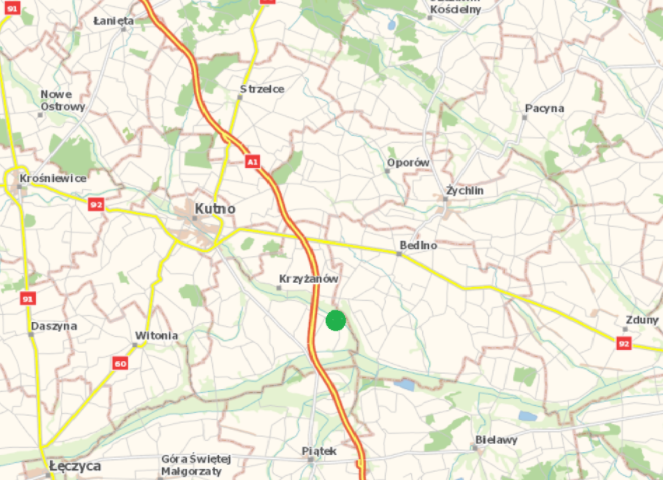 91
Łanięta
Kościelny
Strzelce
Nowe
Ostrowy
Pacyna
A1
Oporów
Krośniewice
Żychlin
92
Kutno
Bedlno
Krzyżanów
91
Daszyna
Zduny
Witonia
92
60
Bielawy
Piątek
Góra Świętej
Małgorzaty
Łęczyca